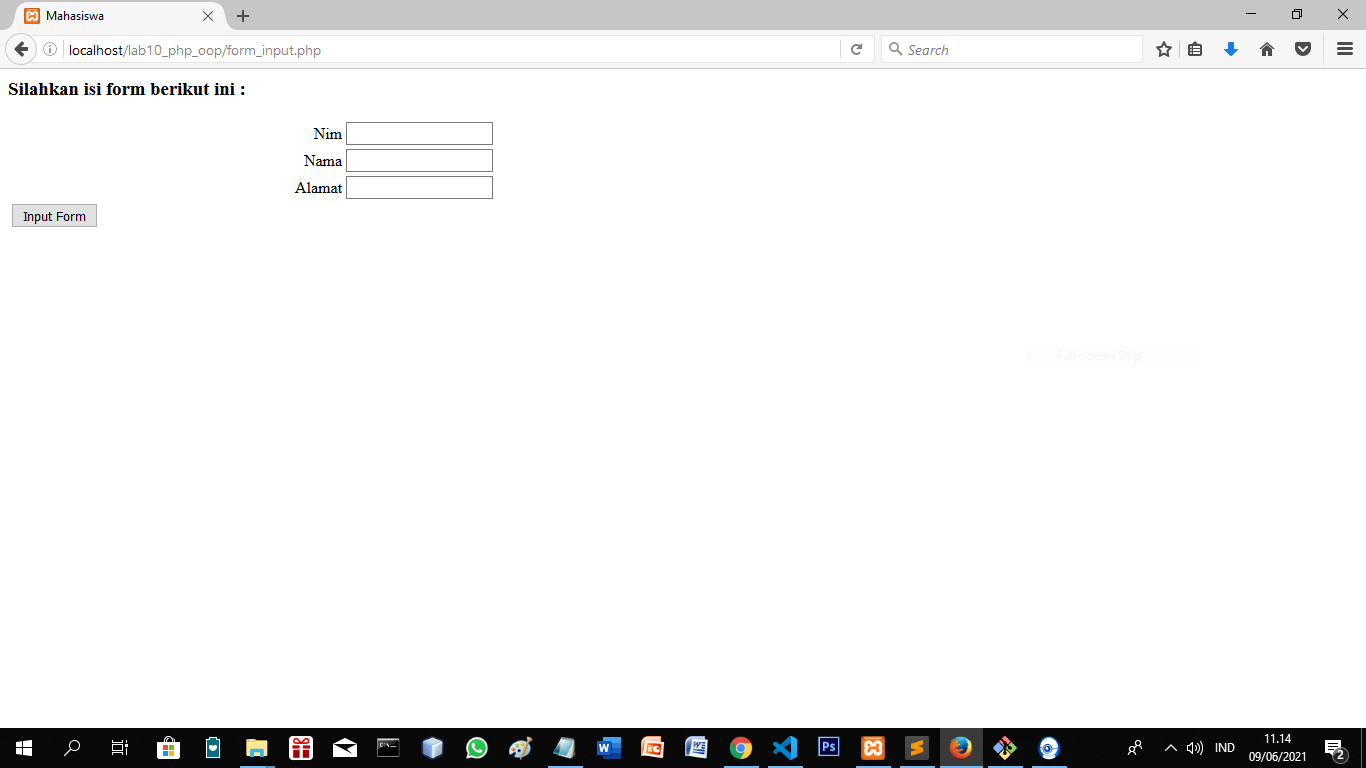 Mahasiswa
localhost/lab10_php_oop/form_input.php
Search
Silahkan isi form berikut ini :
Nim
Nama
Alamat
Input Form
Full-screen Snip
Ps
IND
11.14
09/06/2021
2